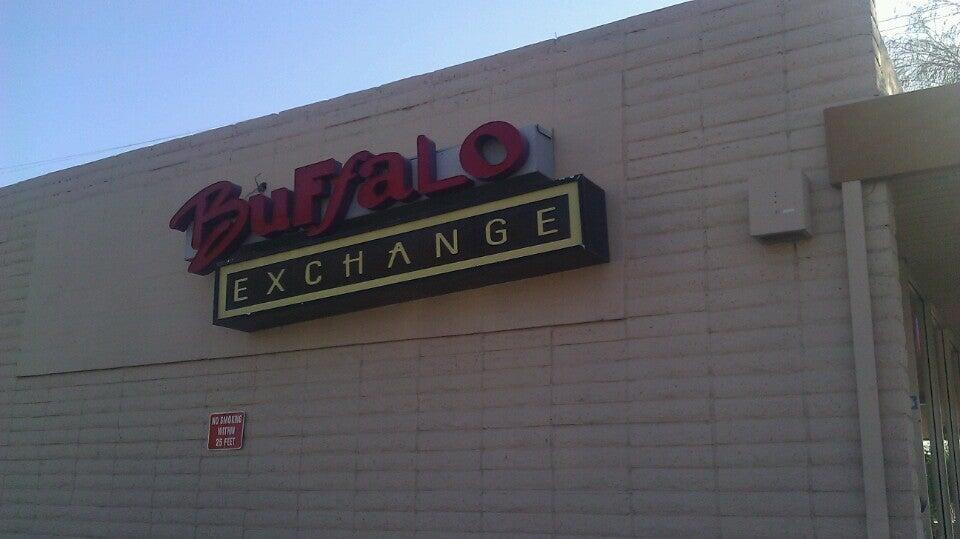 Buffalo
EXCHANGE
NO SMOKING
WITHIN
25 FEET